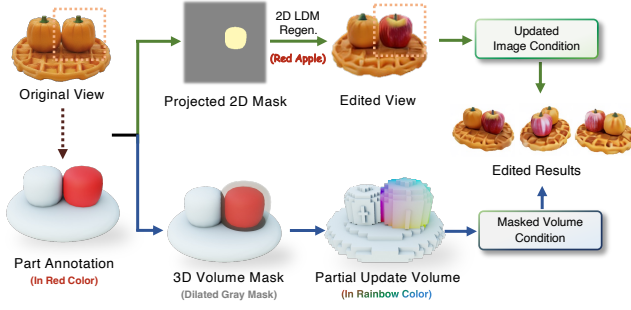 2D LDM
Regen.
(Red Apple)
Updated
Image Condition
Original View
Projected 2D Mask
Edited View
Edited Results
Masked Volume
Condition
Part Annotation
(In Red Color)
3D Volume Mask
(Dilated Gray Mask)
Partial Update Volume
(In Rainbow Color)